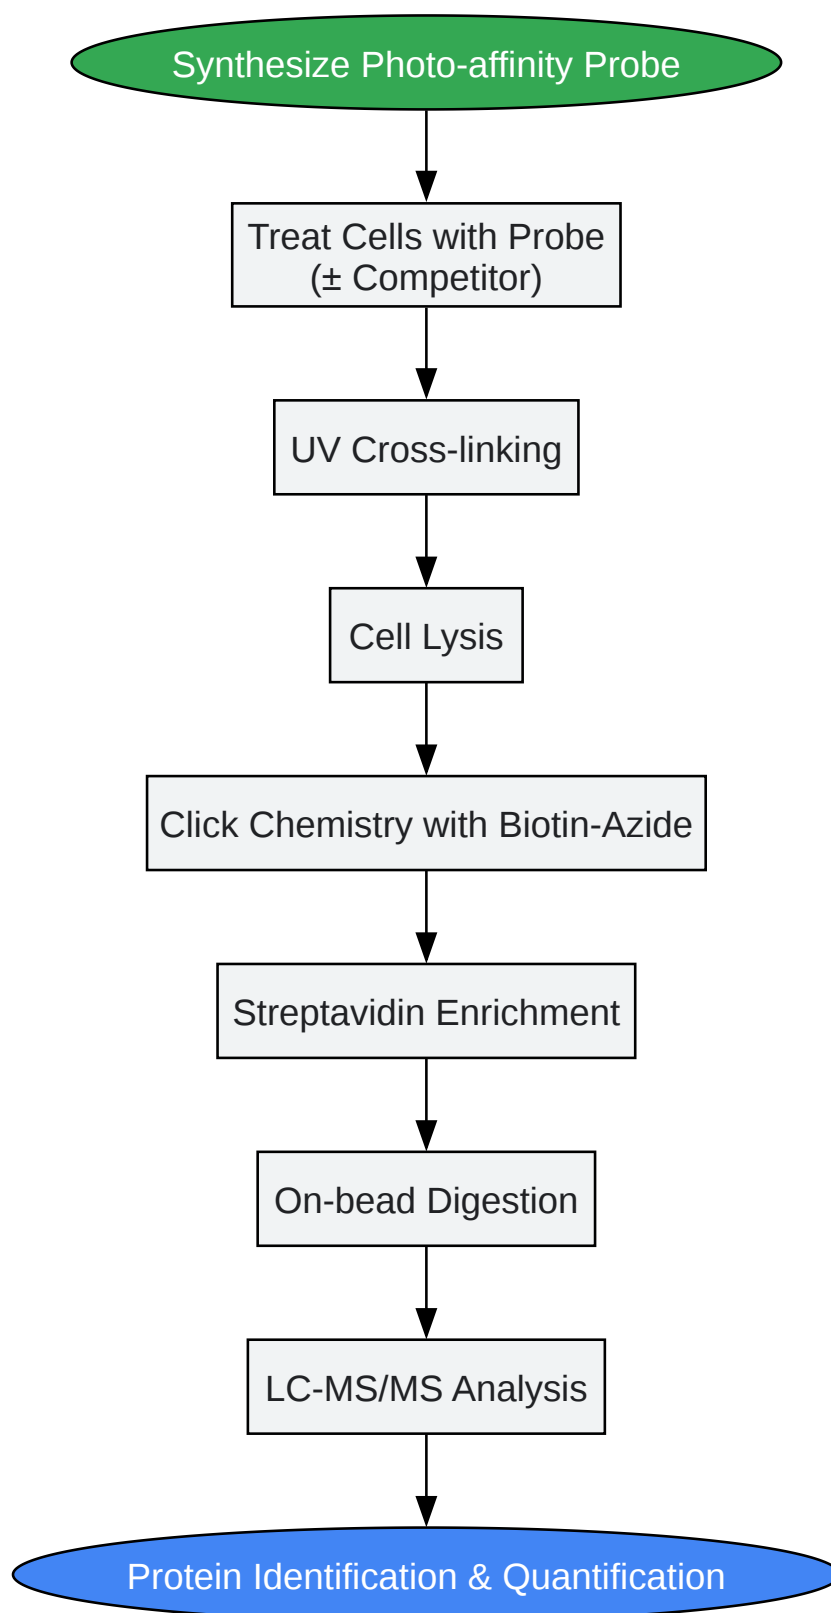 Synthesize Photo-affinity Probe
Treat Cells with Probe
(± Competitor)
UV Cross-linking
Cell Lysis
Click Chemistry with Biotin-Azide
Streptavidin Enrichment
On-bead Digestion
LC-MS/MS Analysis
Protein Identification & Quantification